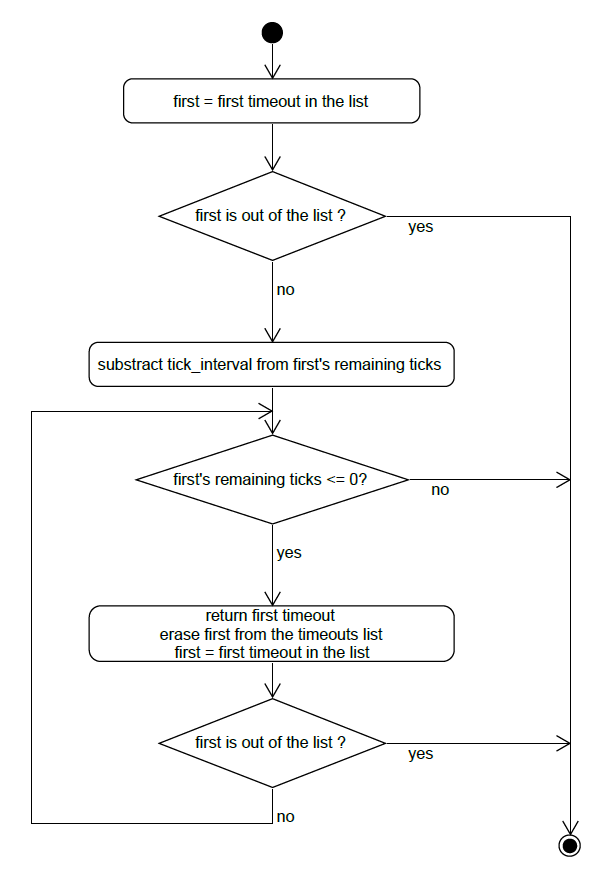 first = first timeout in the list
first is out of the list ?
yes
no
substract tick_interval from first's remaining ticks
first's remaining ticks <= 0?
no
yes
return first timeout
erase first from the timeouts list
first = first timeout in the list
first is out of the list ?
yes
no